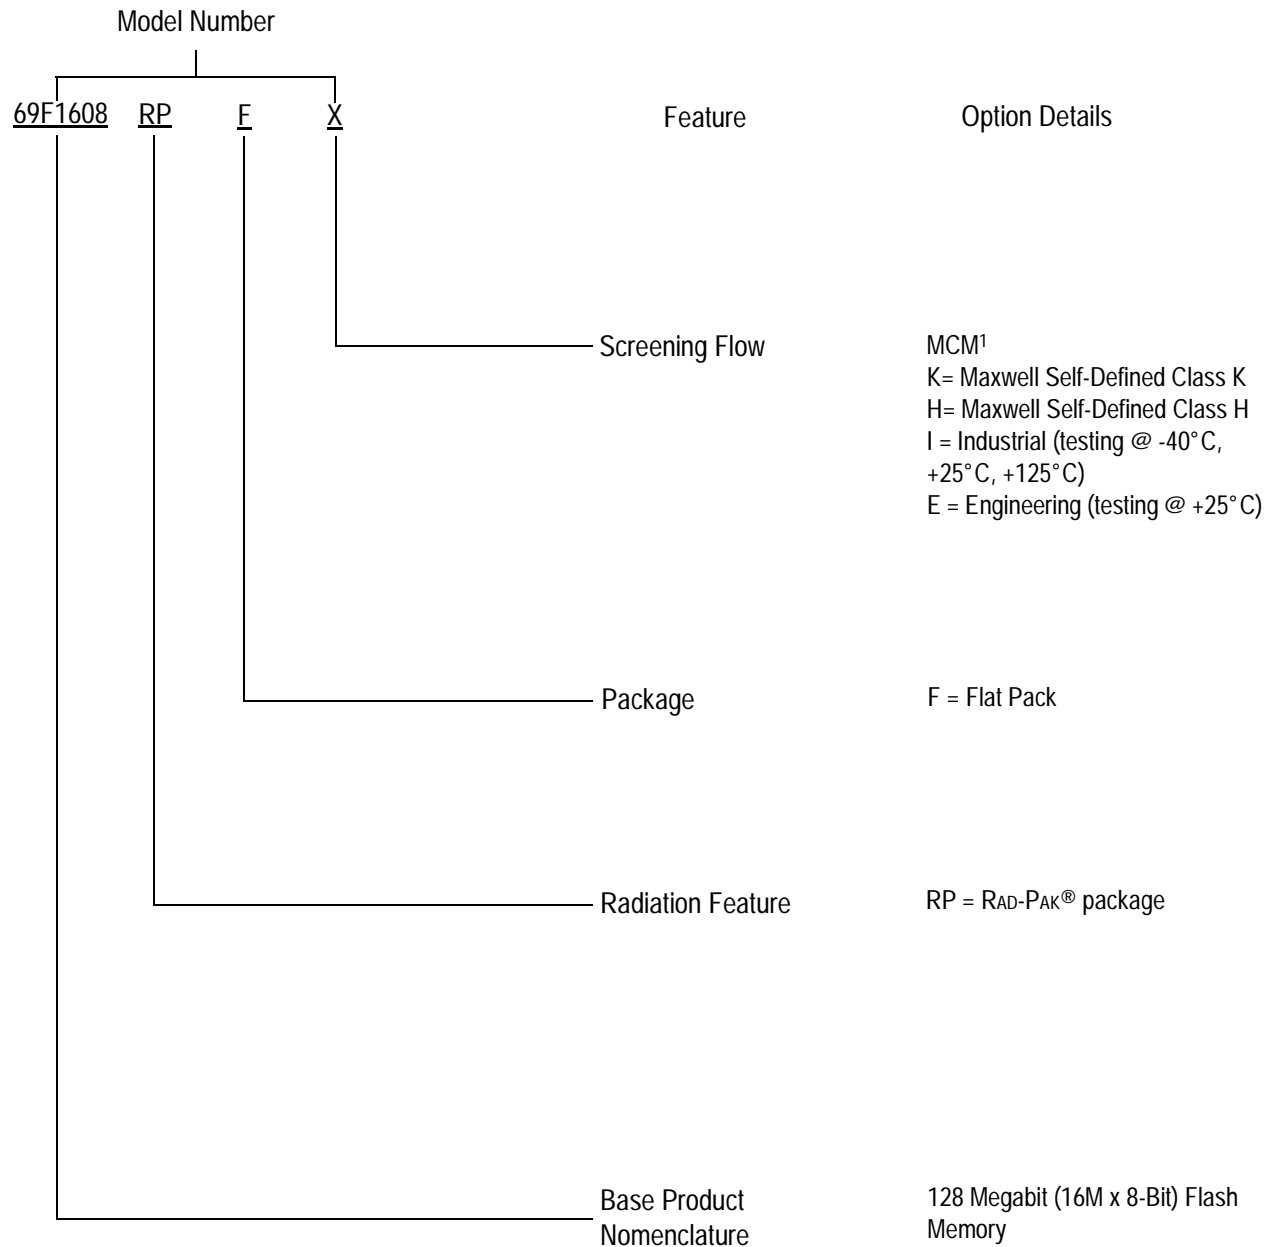 Model Number
69F1608 RP F X Feature Option Details
Screening Flow
MCM1
K= Maxwell Self-Defined Class K
H= Maxwell Self-Defined Class H
I = Industrial (testing @ -40°C,
+25°C, +125°C)
E = Engineering (testing @ +25°C)
Package
F = Flat Pack
Radiation Feature
RP = RAD-PAK® package
Base Product
Nomenclature
128 Megabit (16M x 8-Bit) Flash
Memory